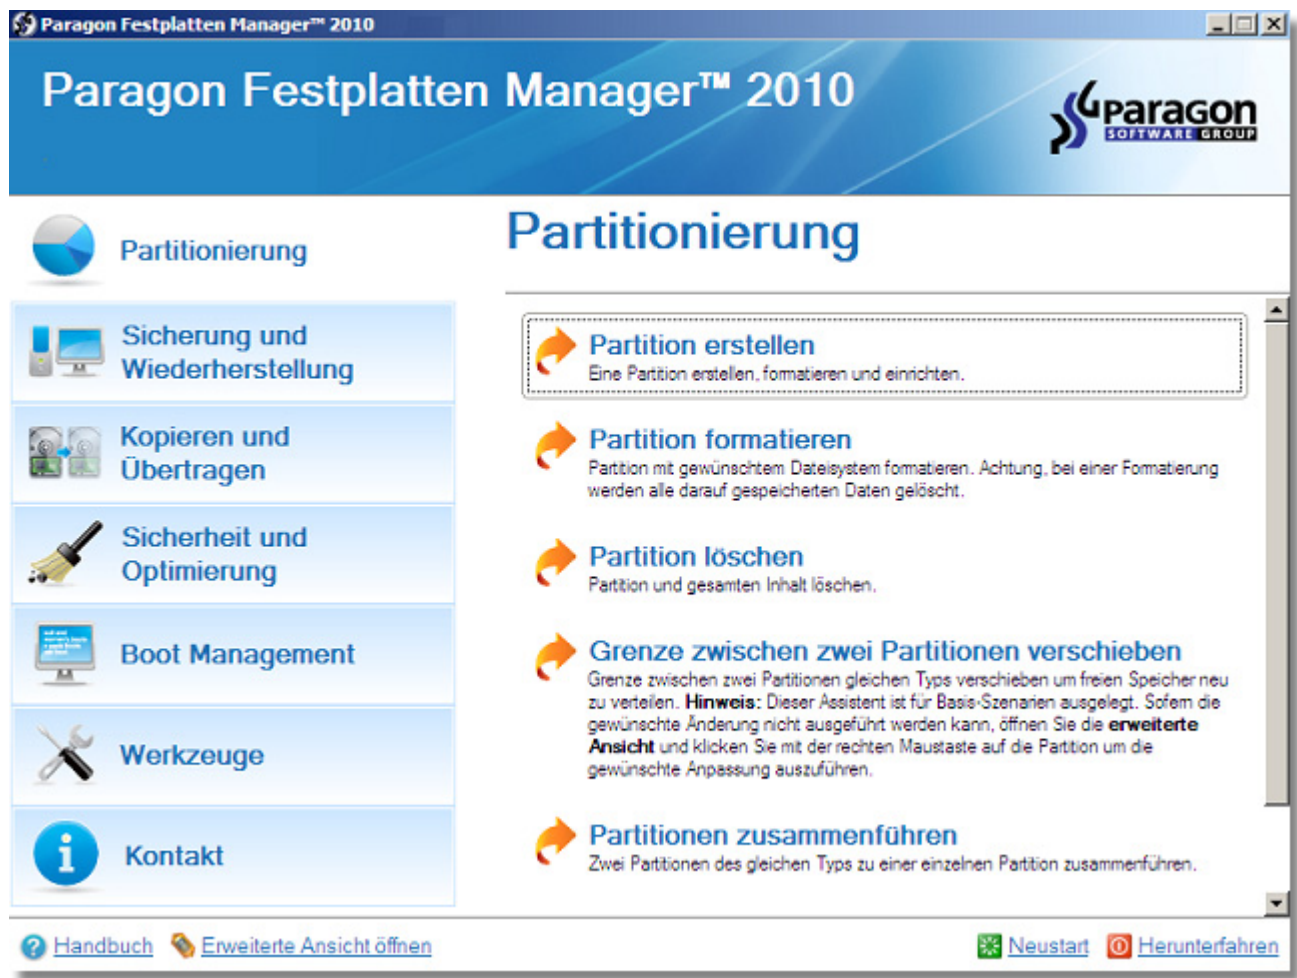 Paragon Festplatten Manager™ 2010
Paragon Festplatten Manager™ 2010
Paragon
SOFTWARE GROUP
Partitionierung
Sicherung und
Wiederherstellung
Kopieren und
Übertragen
Sicherheit und
Optimierung
Boot Management
Werkzeuge
Kontakt
Partitionierung
Partition erstellen
Eine Partition erstellen, formatieren und einrichten.
Partition formatieren
Partition mit gewünschtem Dateisystem formatieren. Achtung, bei einer Formatierung
werden alle darauf gespeicherten Daten gelöscht.
Partition löschen
Partition und gesamten Inhalt löschen.
Grenze zwischen zwei Partitionen verschieben
Grenze zwischen zwei Partitionen gleichen Typs verschieben um freien Speicher neu
zu verteilen. Hinweis: Dieser Assistent ist für Basis-Szenarien ausgelegt. Sofern die
gewünschte Änderung nicht ausgeführt werden kann, öffnen Sie die erweiterte
Ansicht und klicken Sie mit der rechten Maustaste auf die Partition um die
gewünschte Anpassung auszuführen.
Partitionen zusammenführen
Zwei Partitionen des gleichen Typs zu einer einzelnen Partition zusammenführen.
Handbuch
Erweiterte Ansicht öffnen
Neustart
Herunterfahren